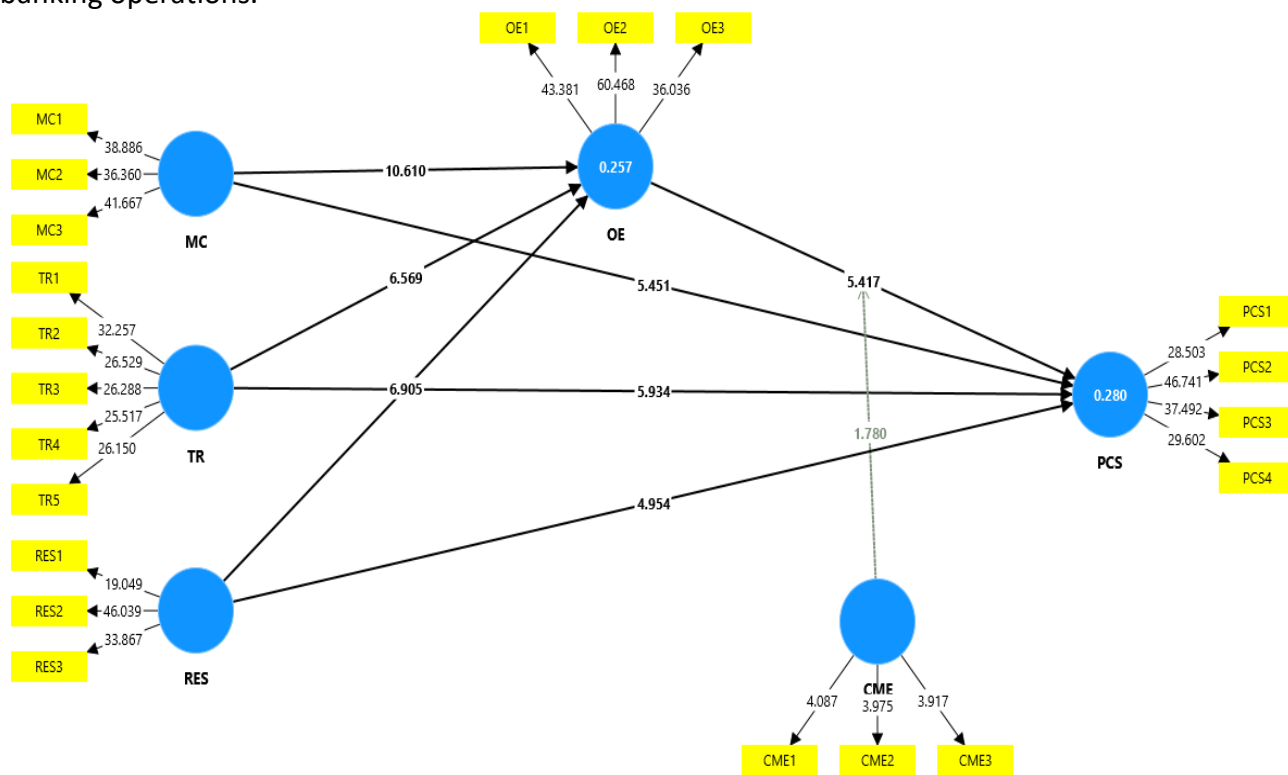 banking operations.
OE1 OE2 OE3
43.381 60.468 36.036
MC1
MC2
MC3
38.886
36.360
41.667
MC
10.610
0.257
OE
TR1
TR2
TR3
TR4
TR5
32.257
26.529
26.288
25.517
26.150
TR
6.569
5.451
5.417
6.905
5.934
1.780
4.954
0.280
PCS
28.503
46.741
37.492
29.602
PCS1
PCS2
PCS3
PCS4
RES1
RES2
RES3
19.049
46.039
33.867
RES
CME
4.087 3.975 3.917
CME1 CME2 CME3